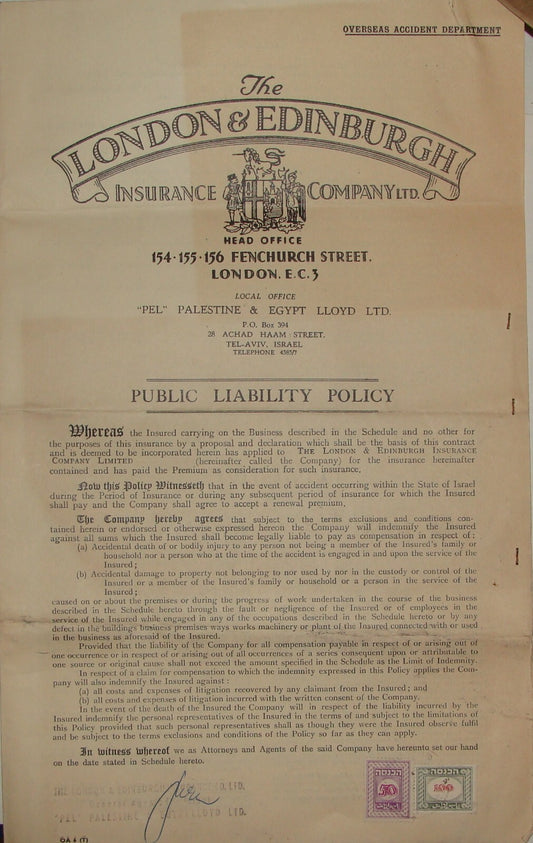 OVERSEAS ACCIDENT DEPARTMENT
The
LONDON & EDINBURGH
INSURANCE COMPANY LTD.
HEAD OFFICE
154·155·156 FENCHURCH STREET.
LONDON. E.C.3
LOCAL OFFICE
"PEL" PALESTINE & EGYPT LLOYD LTD.
P.O. Box 394
28 ACHAD HAAM STREET,
TEL-AVIV, ISRAEL
TELEPHONE 4585/7
PUBLIC LIABILITY POLICY
Whereas the Insured carrying on the Business described in the Schedule and no other for
the purposes of this insurance by a proposal and declaration which shall be the basis of this contract
and is deemed to be incorporated herein has applied to THE LONDON & EDINBURGH INSURANCE
COMPANY LIMITED (hereinafter called the Company) for the insurance hereinafter
contained and has paid the Premium as consideration for such insurance.
Now this Policy Witnesseth that in the event of accident occurring within the State of Israel
during the Period of Insurance or during any subsequent period of insurance for which the Insured
shall pay and the Company shall agree to accept a renewal premium,
The Company hereby agrees that subject to the terms exclusions and conditions con-
tained herein or endorsed or otherwise expressed hereon the Company will indemnify the Insured
against all sums which the Insured shall become legally liable to pay as compensation in respect of:
(a) Accidental death of or bodily injury to any person not being a member of the Insured's family or
household nor a person who at the time of the accident is engaged in and upon the service of the
Insured;
(b) Accidental damage to property not belonging to nor used by nor in the custody or control of the
Insured or a member of the Insured's family or household or a person in the service of the
Insured;
caused on or about the premises or during the progress of work undertaken in the course of the business
described in the Schedule hereto through the fault or negligence of the Insured or of employees in the
service of the Insured while engaged in any of the occupations described in the Schedule hereto or by any
defect in the buildings business premises ways works machinery or plant of the Insured connected with or used
in the business as aforesaid of the Insured.
Provided that the liability of the Company for all compensation payable in respect of or arising out of
one occurrence or in respect of or arising out of all occurrences of a series consequent upon or attributable to
one source or original cause shall not exceed the amount specified in the Schedule as the Limit of Indemnity.
In respect of a claim for compensation to which the indemnity expressed in this Policy applies the Com-
pany will also indemnify the Insured against:
(a) all costs and expenses of litigation recovered by any claimant from the Insured; and
(b) all costs and expenses of litigation incurred with the written consent of the Company.
In the event of the death of the Insured the Company will in respect of the liability incurred by the
Insured indemnify the personal representatives of the Insured in the terms of and subject to the limitations of
this Policy provided that such personal representatives shall as though they were the Insured observe fulfil
and be subject to the terms exclusions and conditions of the Policy so far as they can apply.
In witness whereof we as Attorneys and Agents of the said Company have hereunto set our hand
on the date stated in Schedule hereto.
THE LONDON & EDINBURGH LTD.
"PEL" PALESTINE & EGYPT LLOYD LTD.
הכנסה
50
הכנסה
100